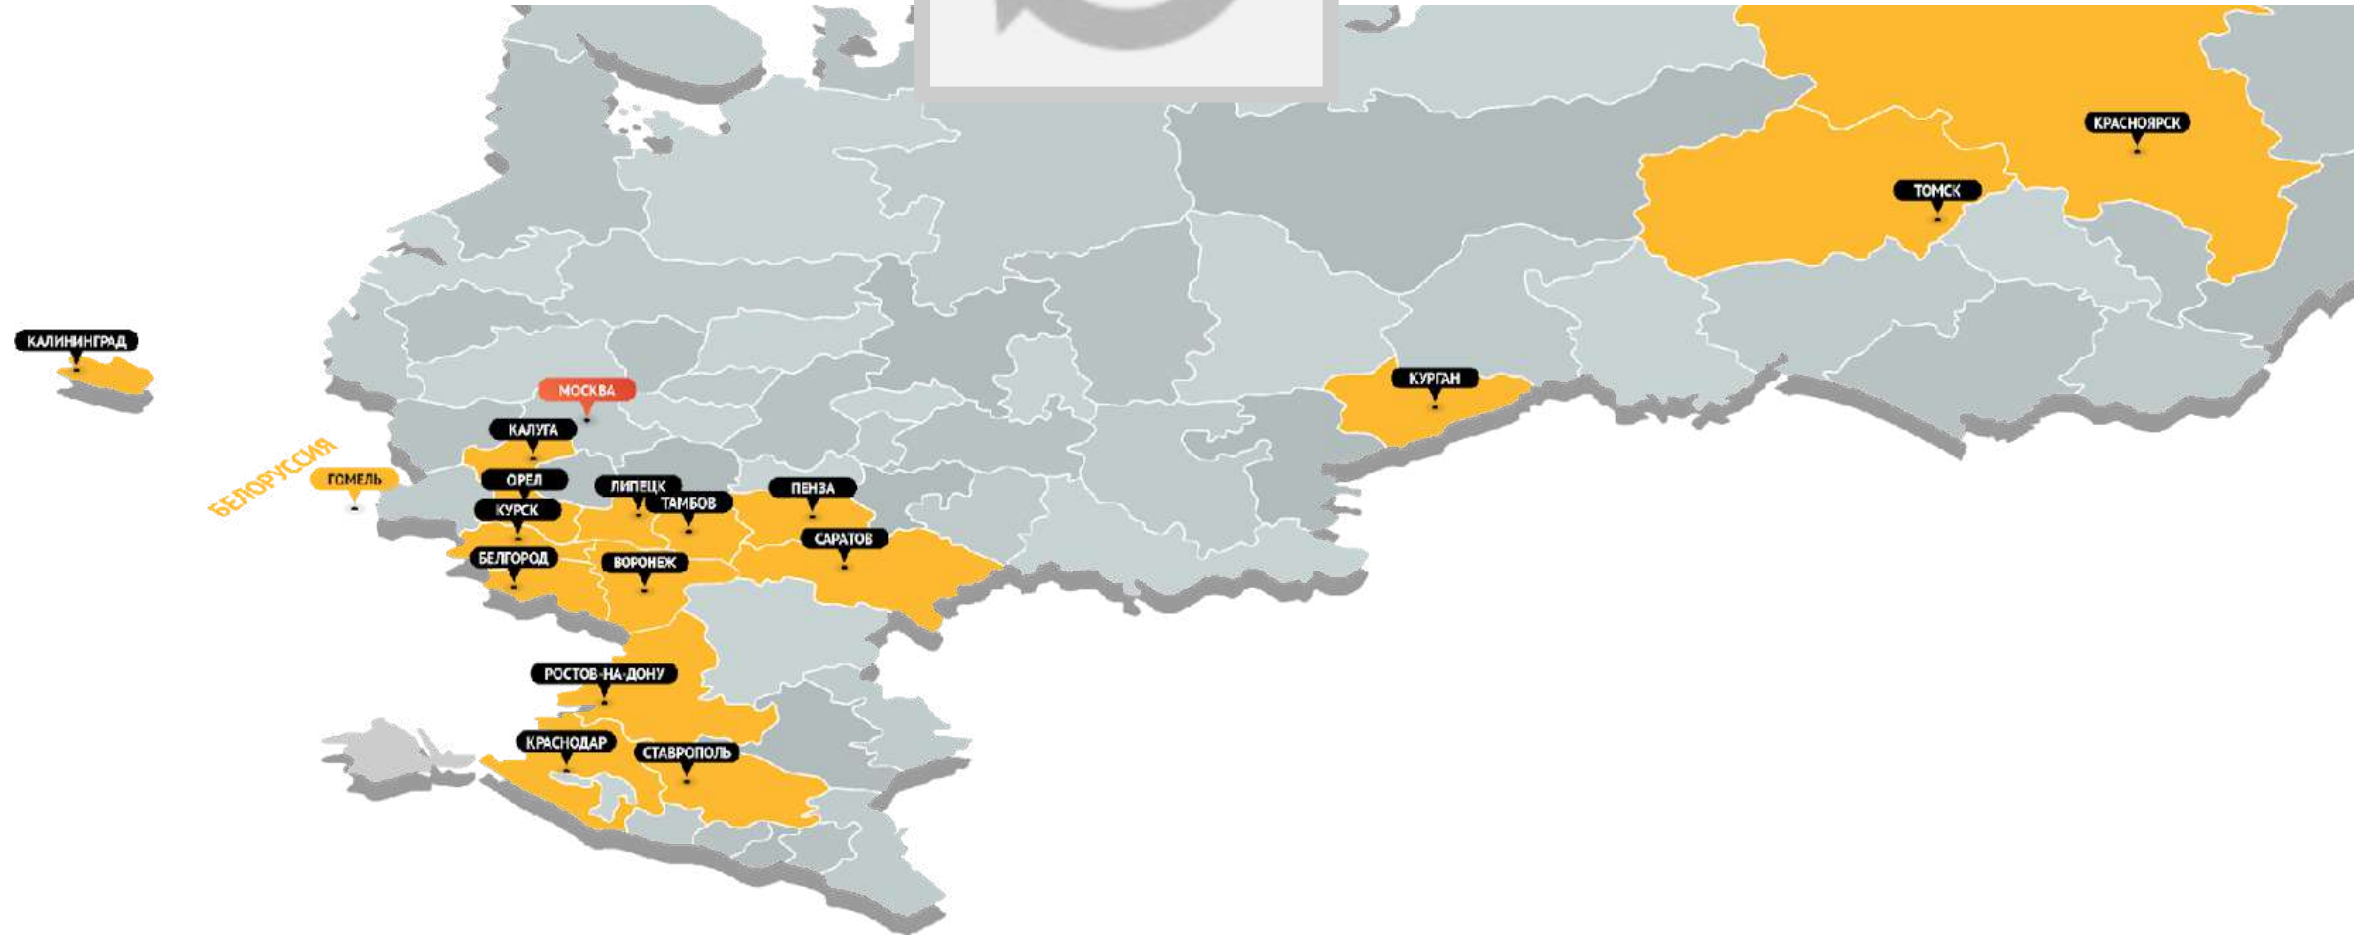 КРАСНОЯРСК
ТОМСК
КАЛИНИНГРАД
КУРГАН
МОСКВА
КАЛУГА
БЕЛОРУССИЯ
ГОМЕЛЬ
ОРЕЛ
ЛИПЕЦК
ПЕНЗА
ТАМБОВ
КУРСК
САРАТОВ
БЕЛГОРОД
ВОРОНЕЖ
РОСТОВ-НА-ДОНУ
КРАСНОДАР
СТАВРОПОЛЬ